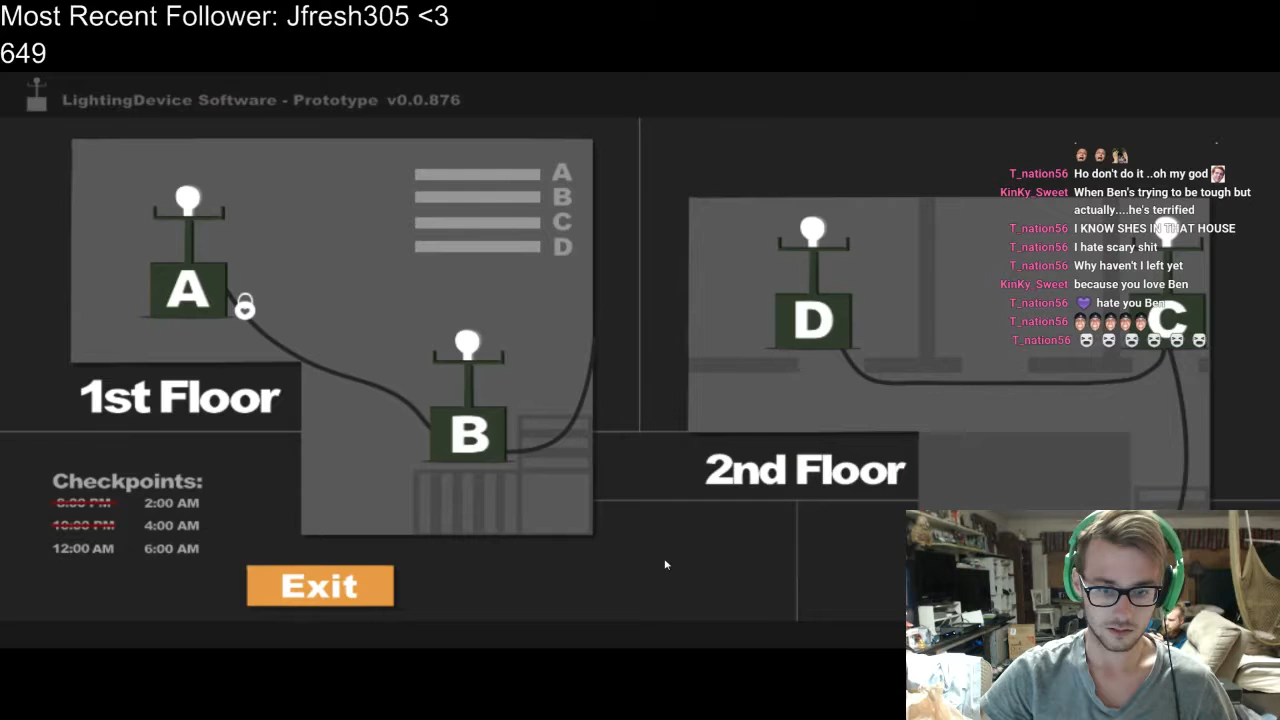 Most Recent Follower: Jfresh305 <3
649
LightingDevice Software - Prototype v0.0.876
A
B
C
D
A
B
1st Floor
Checkpoints:
8:00 PM 2:00 AM
10:00 PM 4:00 AM
12:00 AM 6:00 AM
Exit
D
C
2nd Floor
T_nation56 Ho don't do it ..oh my god
KinKy_Sweet When Ben's trying to be tough but
actually....he's terrified
T_nation56 I KNOW SHES IN THAT HOUSE
T_nation56 I hate scary shit
T_nation56 Why haven't I left yet
KinKy_Sweet because you love Ben
T_nation56 hate you Ben
T_nation56
T_nation56